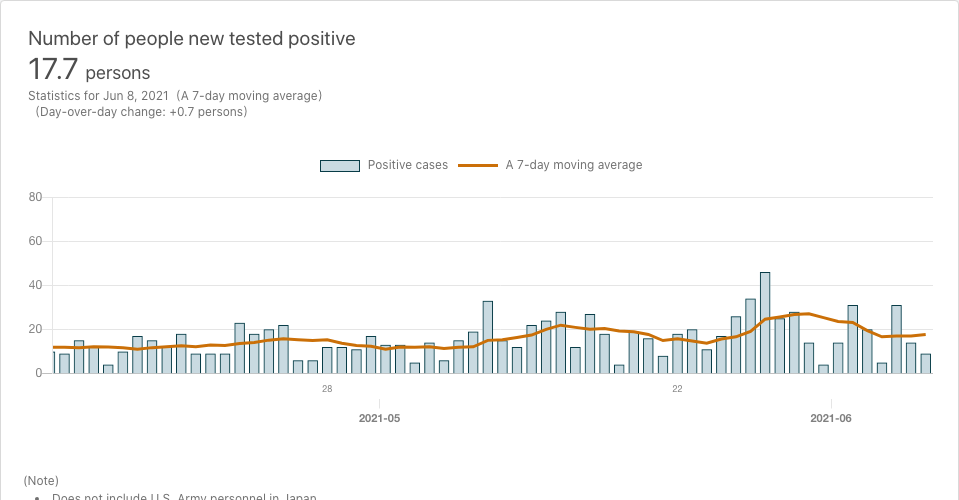 Number of people new tested positive
17.7 persons
Statistics for Jun 8, 2021 (A 7-day moving average)
(Day-over-day change: +0.7 persons)
Positive cases A 7-day moving average
80
60
40
20
0
28 22
2021-05 2021-06
(Note)
• Does not include U.S. Army personnel in Japan